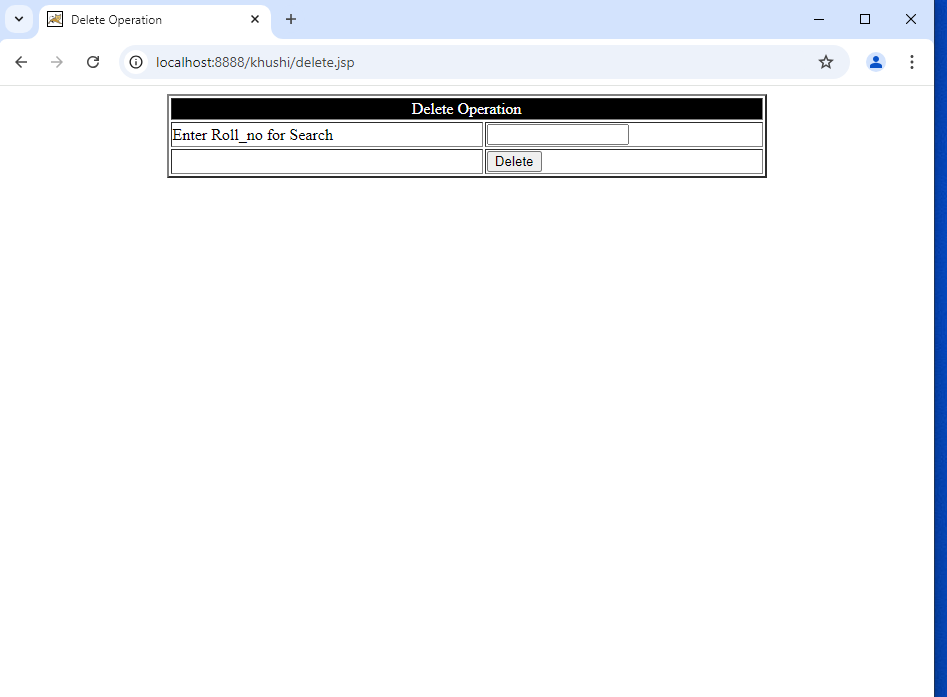 Delete Operation
localhost:8888/khushi/delete.jsp
Delete Operation
Enter Roll_no for Search
Delete